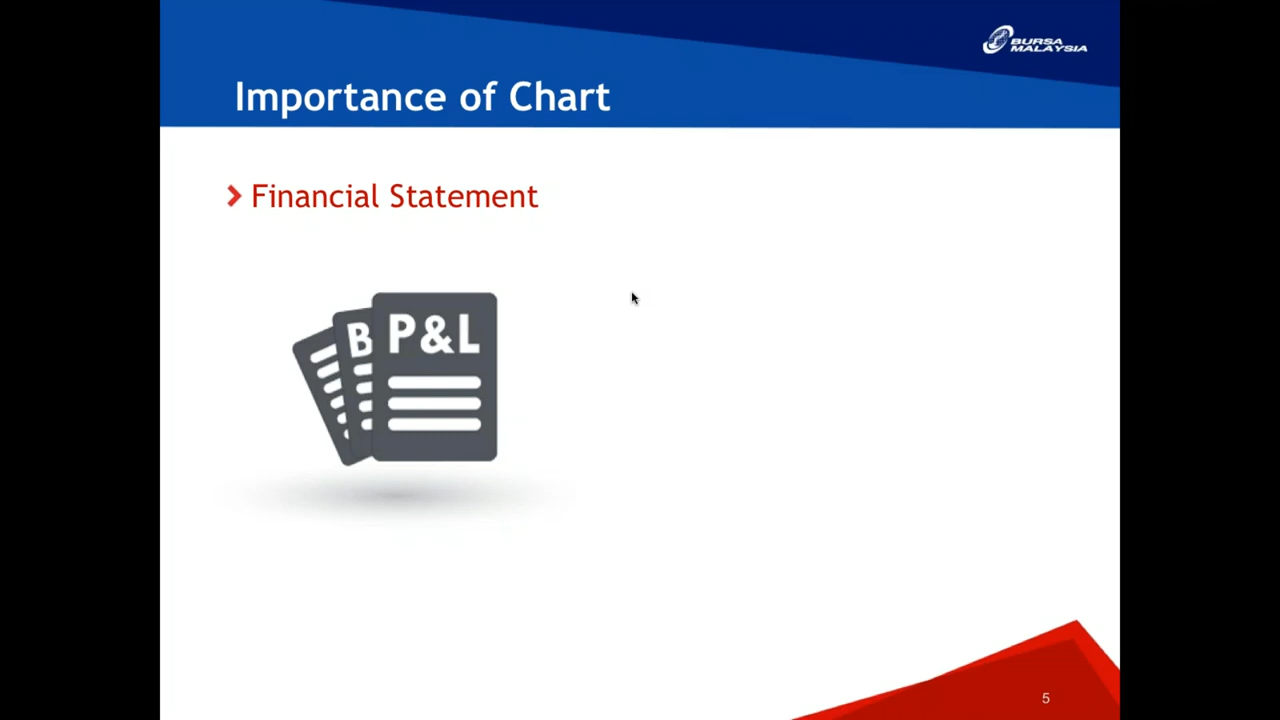 BURSA
MALAYSIA
Importance of Chart
Financial Statement
B
P&L
5